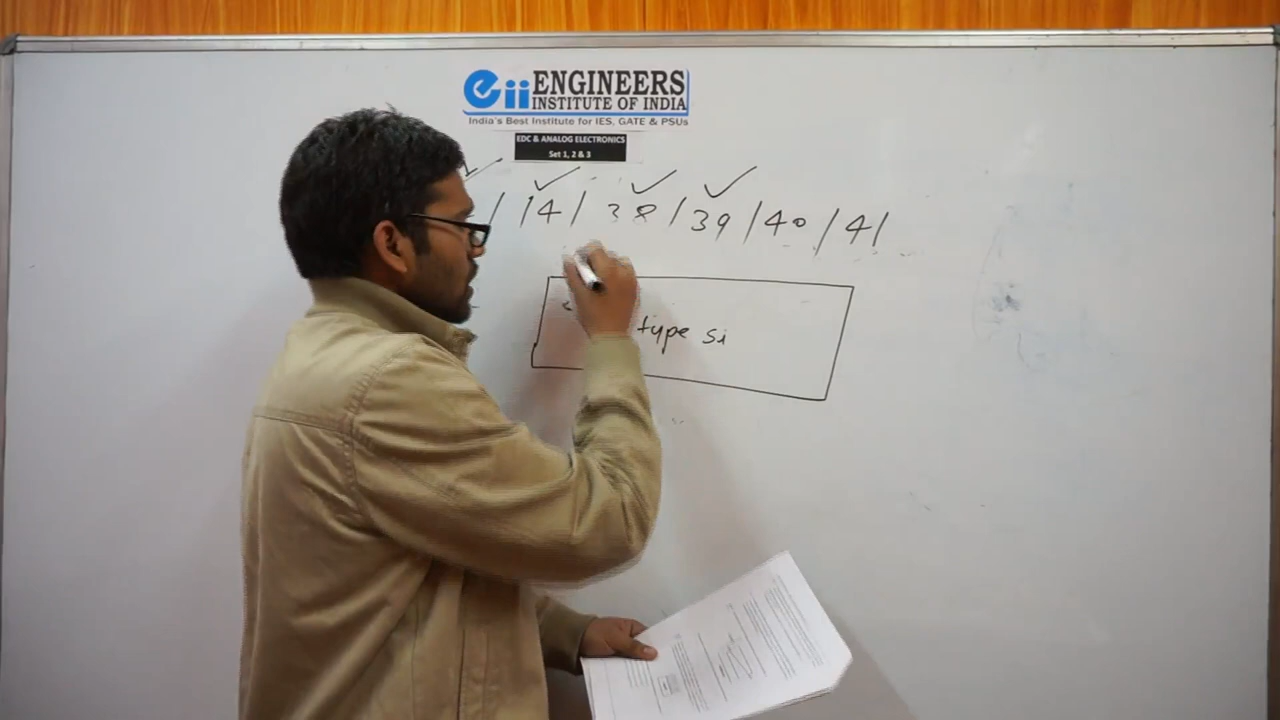 eii ENGINEERS
INSTITUTE OF INDIA
India's Best Institute for IES, GATE & PSUs
EDC & ANALOG ELECTRONICS
Set 1, 2 & 3
/ 14 / 38 / 39 / 40 / 41
type si